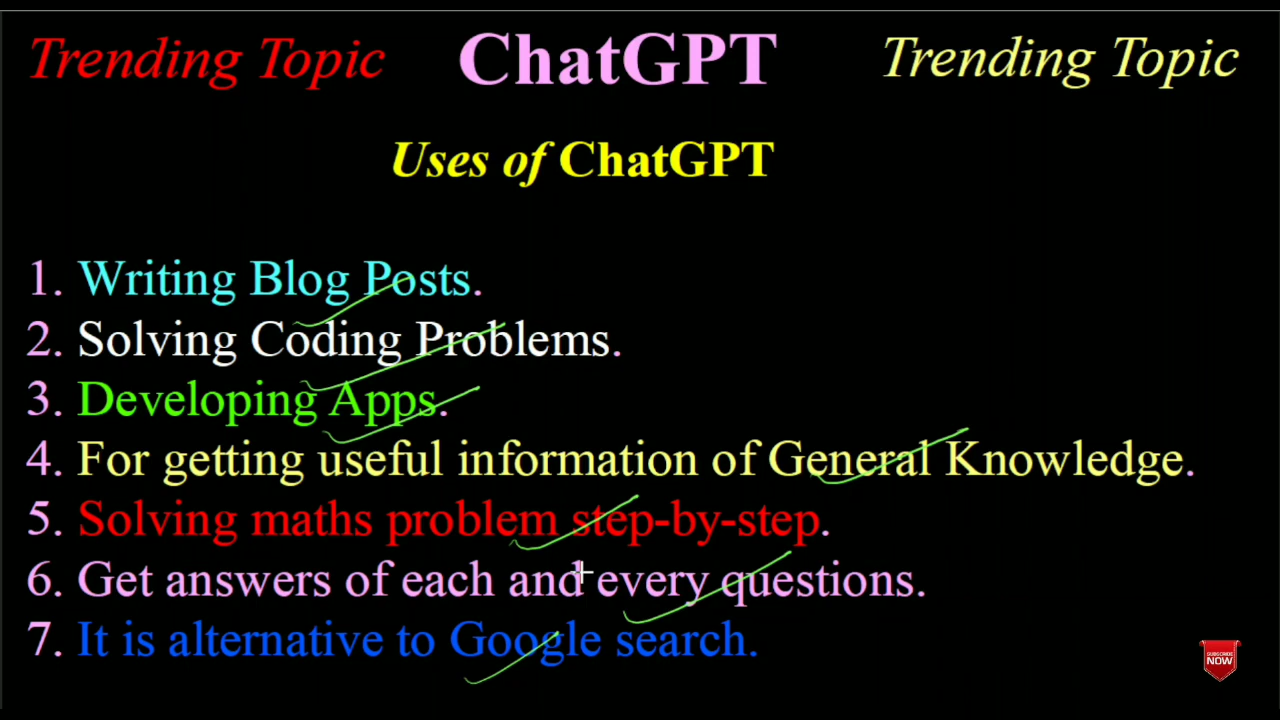 Trending Topic ChatGPT Trending Topic
Uses of ChatGPT
1. Writing Blog Posts.
2. Solving Coding Problems.
3. Developing Apps.
4. For getting useful information of General Knowledge.
5. Solving maths problem step-by-step.
6. Get answers of each and every questions.
7. It is alternative to Google search.
SUBSCRIBE
NOW